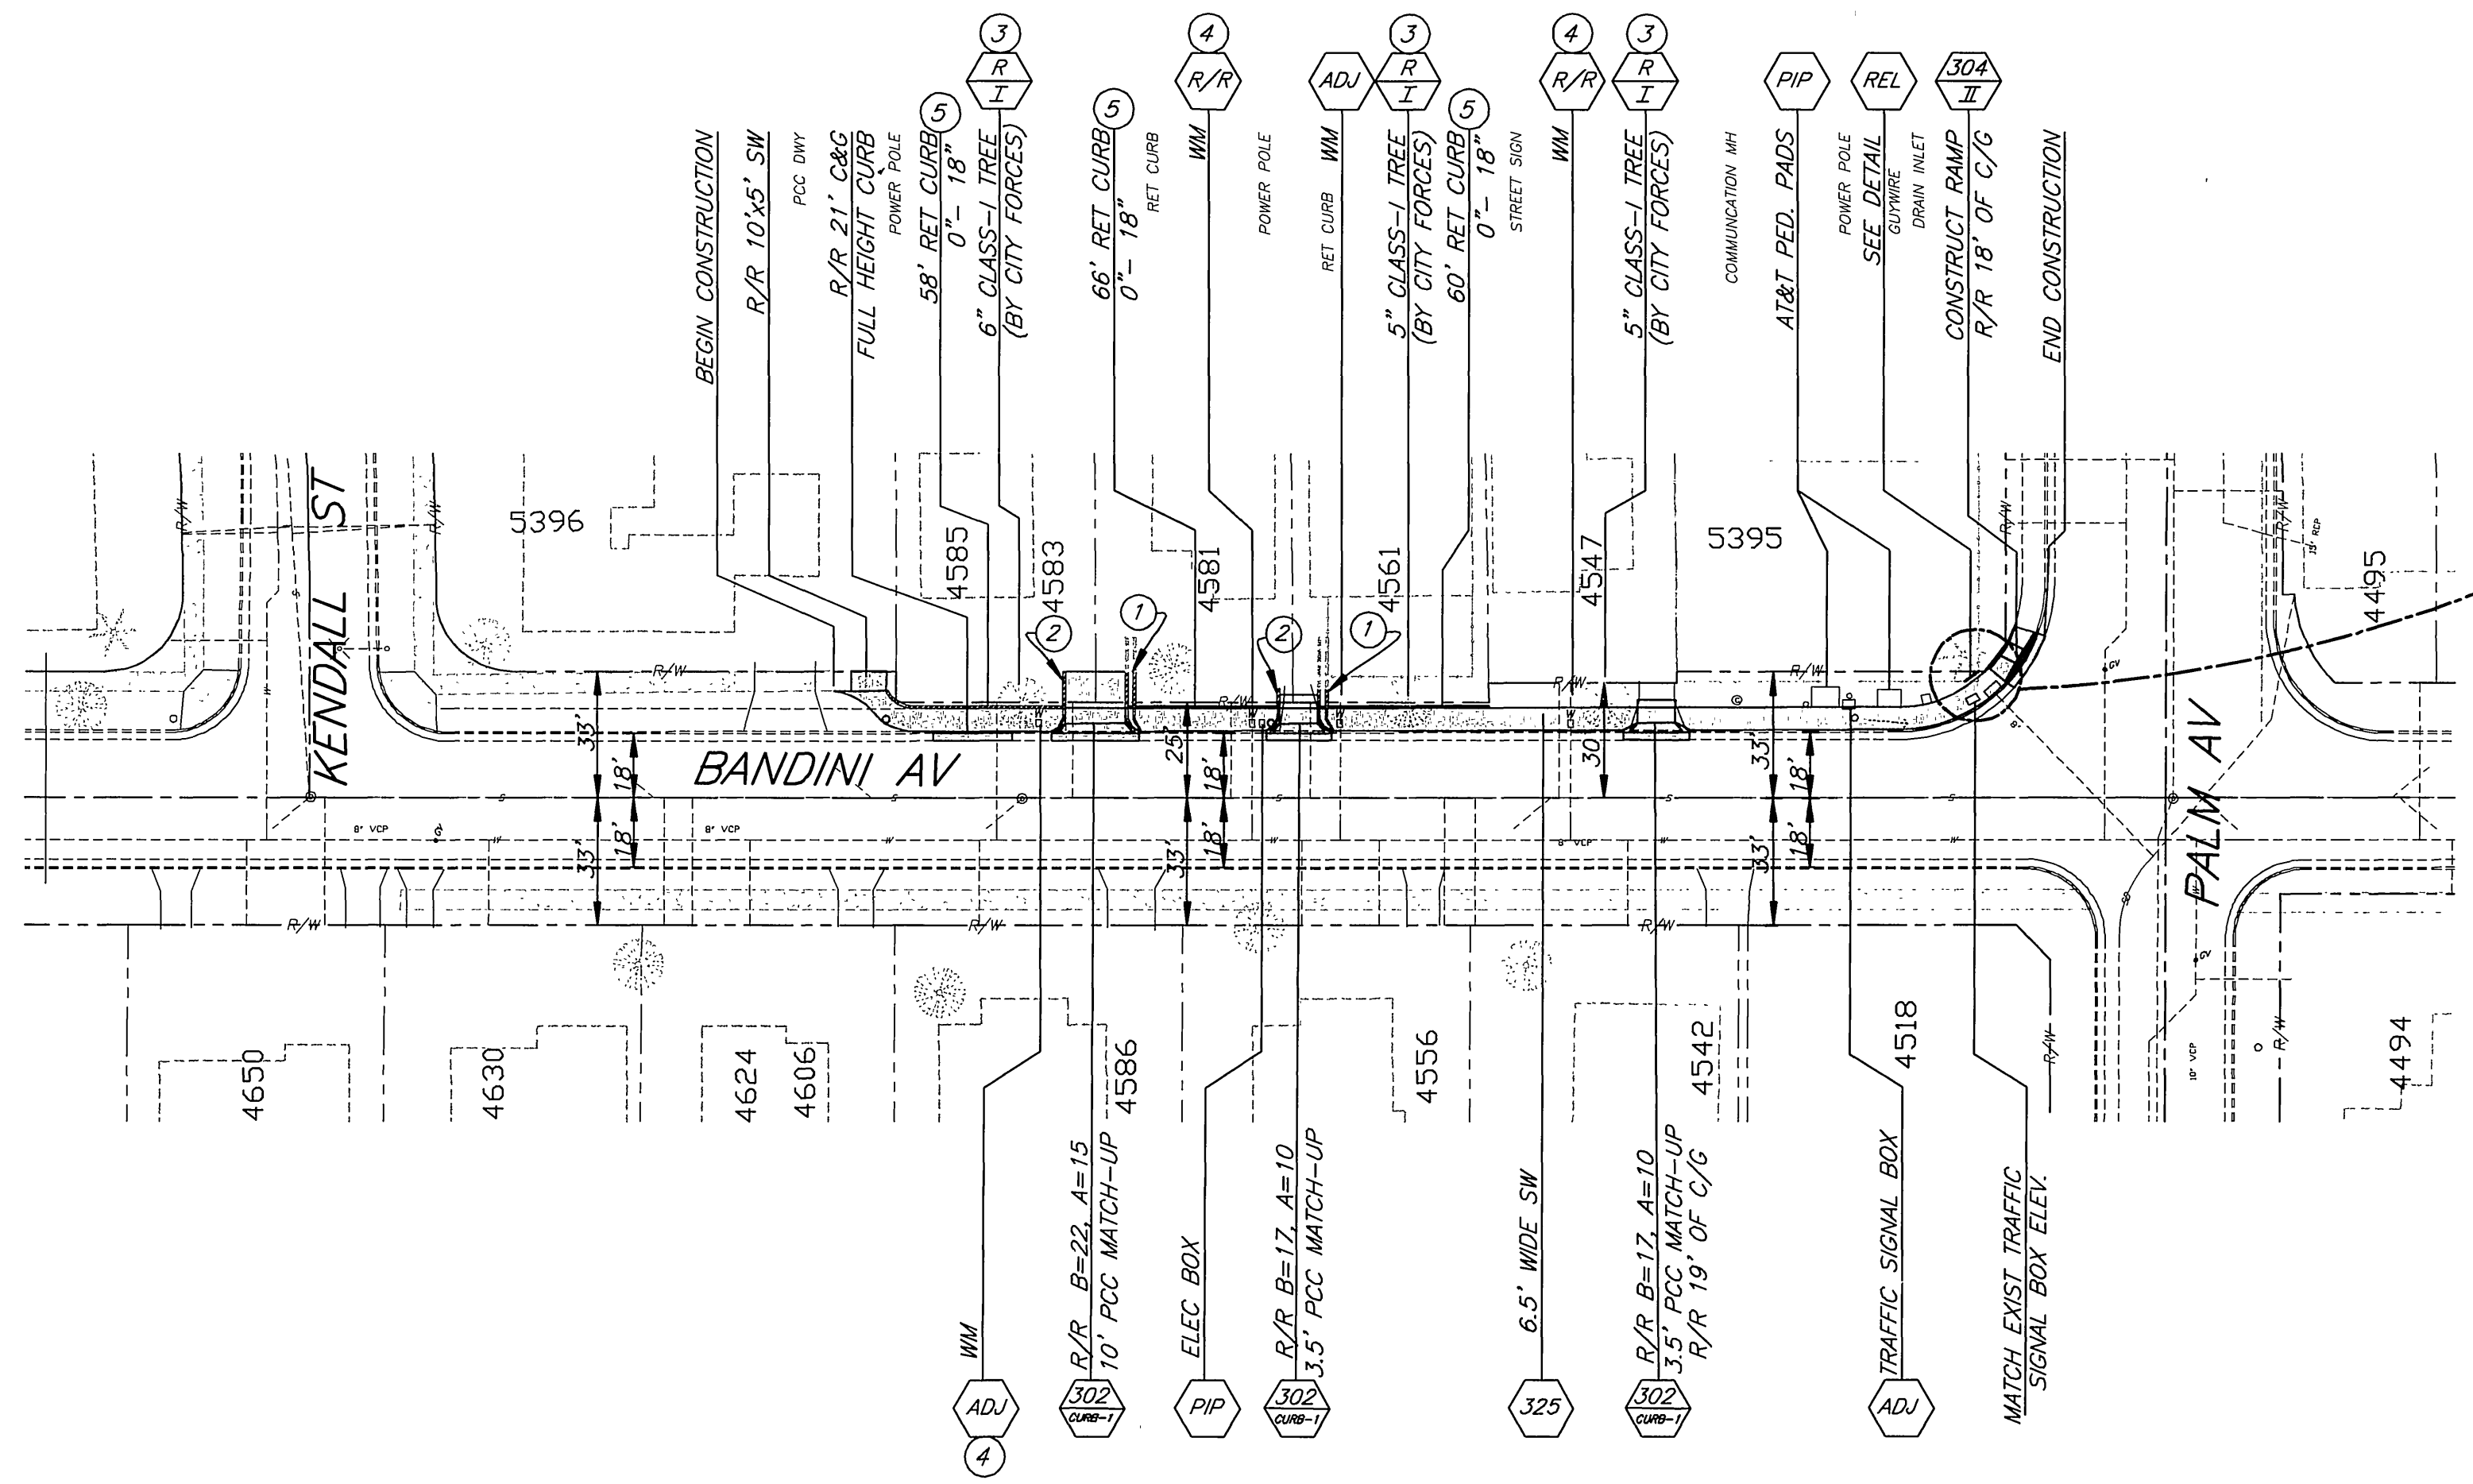 3
R
I
4
R/R
ADJ
3
R
I
4
R/R
3
R
I
PIP
REL
304
II
BEGIN CONSTRUCTION
R/R 10'x5' SW
PCC DWY
R/R 21' C&G
FULL HEIGHT CURB
POWER POLE
5
58' RET CURB
0"– 18"
6" CLASS–I TREE
(BY CITY FORCES)
5
66' RET CURB
0"– 18"
RET CURB
WM
POWER POLE
RET CURB
WM
5" CLASS–I TREE
(BY CITY FORCES)
5
60' RET CURB
0"– 18"
STREET SIGN
WM
5" CLASS–I TREE
(BY CITY FORCES)
COMMUNCATION MH
AT&T PED. PADS
POWER POLE
SEE DETAIL
GUYWIRE
DRAIN INLET
CONSTRUCT RAMP
R/R 18' OF C/G
END CONSTRUCTION
KENDALL ST
R/W
R/W
5396
4585
4583
4581
4561
4547
5395
R/W
R/W
15' RCP
4495
2
1
2
1
R/W
R/W
R/W
R/W
G
GV
8"
W
W
W
W
33'
18'
BANDINI AV
25'
18'
30'
33'
18'
PALM AV
S
S
S
S
S
S
33'
18'
8" VCP
G
8" VCP
W
33'
18'
W
8" VCP
W
33'
18'
W
W
W
R/W
R/W
R/W
R/W
GV
R/W
10" VCP
4650
4630
4624
4606
4586
4556
4542
4518
4494
WM
R/R B=22, A=15
10' PCC MATCH–UP
ELEC BOX
R/R B=17, A=10
3.5' PCC MATCH–UP
6.5' WIDE SW
R/R B=17, A=10
3.5' PCC MATCH–UP
R/R 19' OF C/G
TRAFFIC SIGNAL BOX
MATCH EXIST TRAFFIC
SIGNAL BOX ELEV.
ADJ
4
302
CURB–1
PIP
302
CURB–1
325
302
CURB–1
ADJ